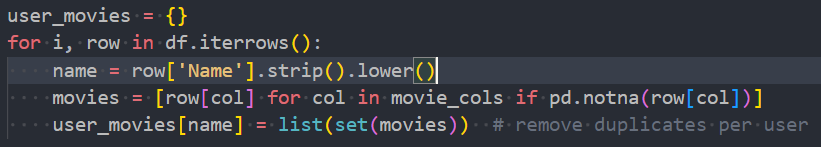 user_movies = {}
for i, row in df.iterrows():
    name = row['Name'].strip().lower()
    movies = [row[col] for col in movie_cols if pd.notna(row[col])]
    user_movies[name] = list(set(movies))  # remove duplicates per user